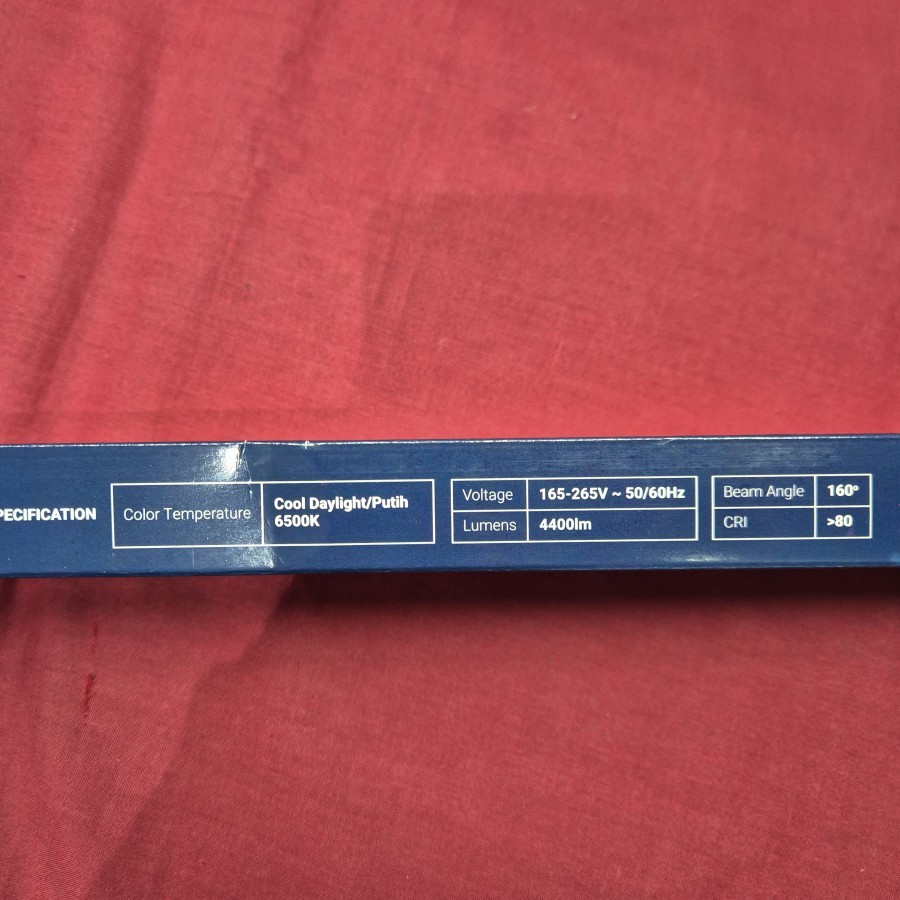 PECIFICATION
Color Temperature
Cool Daylight/Putih
6500K
Voltage 165-265V ~ 50/60Hz
Lumens 4400lm
Beam Angle 160°
CRI >80